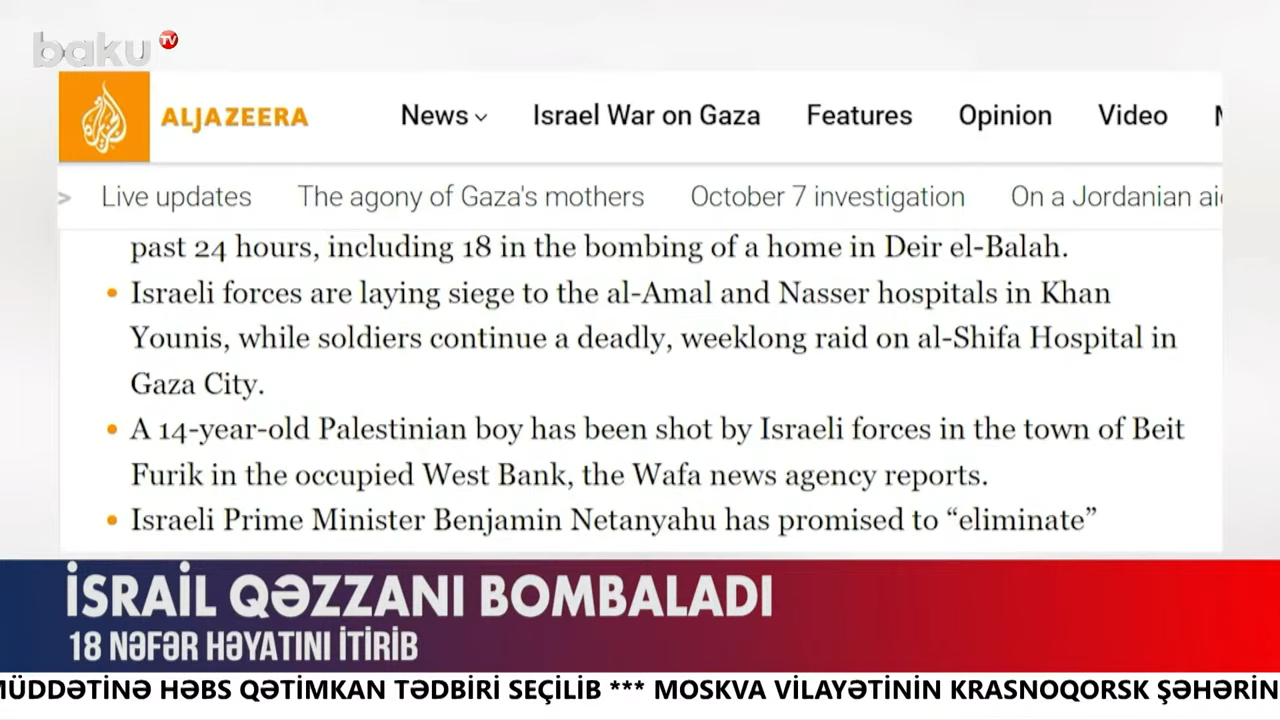 baku TV
ALJAZEERA
News Israel War on Gaza Features Opinion Video
> Live updates The agony of Gaza's mothers October 7 investigation On a Jordanian
past 24 hours, including 18 in the bombing of a home in Deir el-Balah.
• Israeli forces are laying siege to the al-Amal and Nasser hospitals in Khan
Younis, while soldiers continue a deadly, weeklong raid on al-Shifa Hospital in
Gaza City.
• A 14-year-old Palestinian boy has been shot by Israeli forces in the town of Beit
Furik in the occupied West Bank, the Wafa news agency reports.
• Israeli Prime Minister Benjamin Netanyahu has promised to “eliminate”
İSRAİL QƏZZANI BOMBALADI
18 NƏFƏR HƏYATINI İTİRİB
MÜDDƏTİNƏ HƏBS QƏTİMKAN TƏDBİRİ SEÇİLİB *** MOSKVA VİLAYƏTİNİN KRASNOQORSK ŞƏHƏRİN